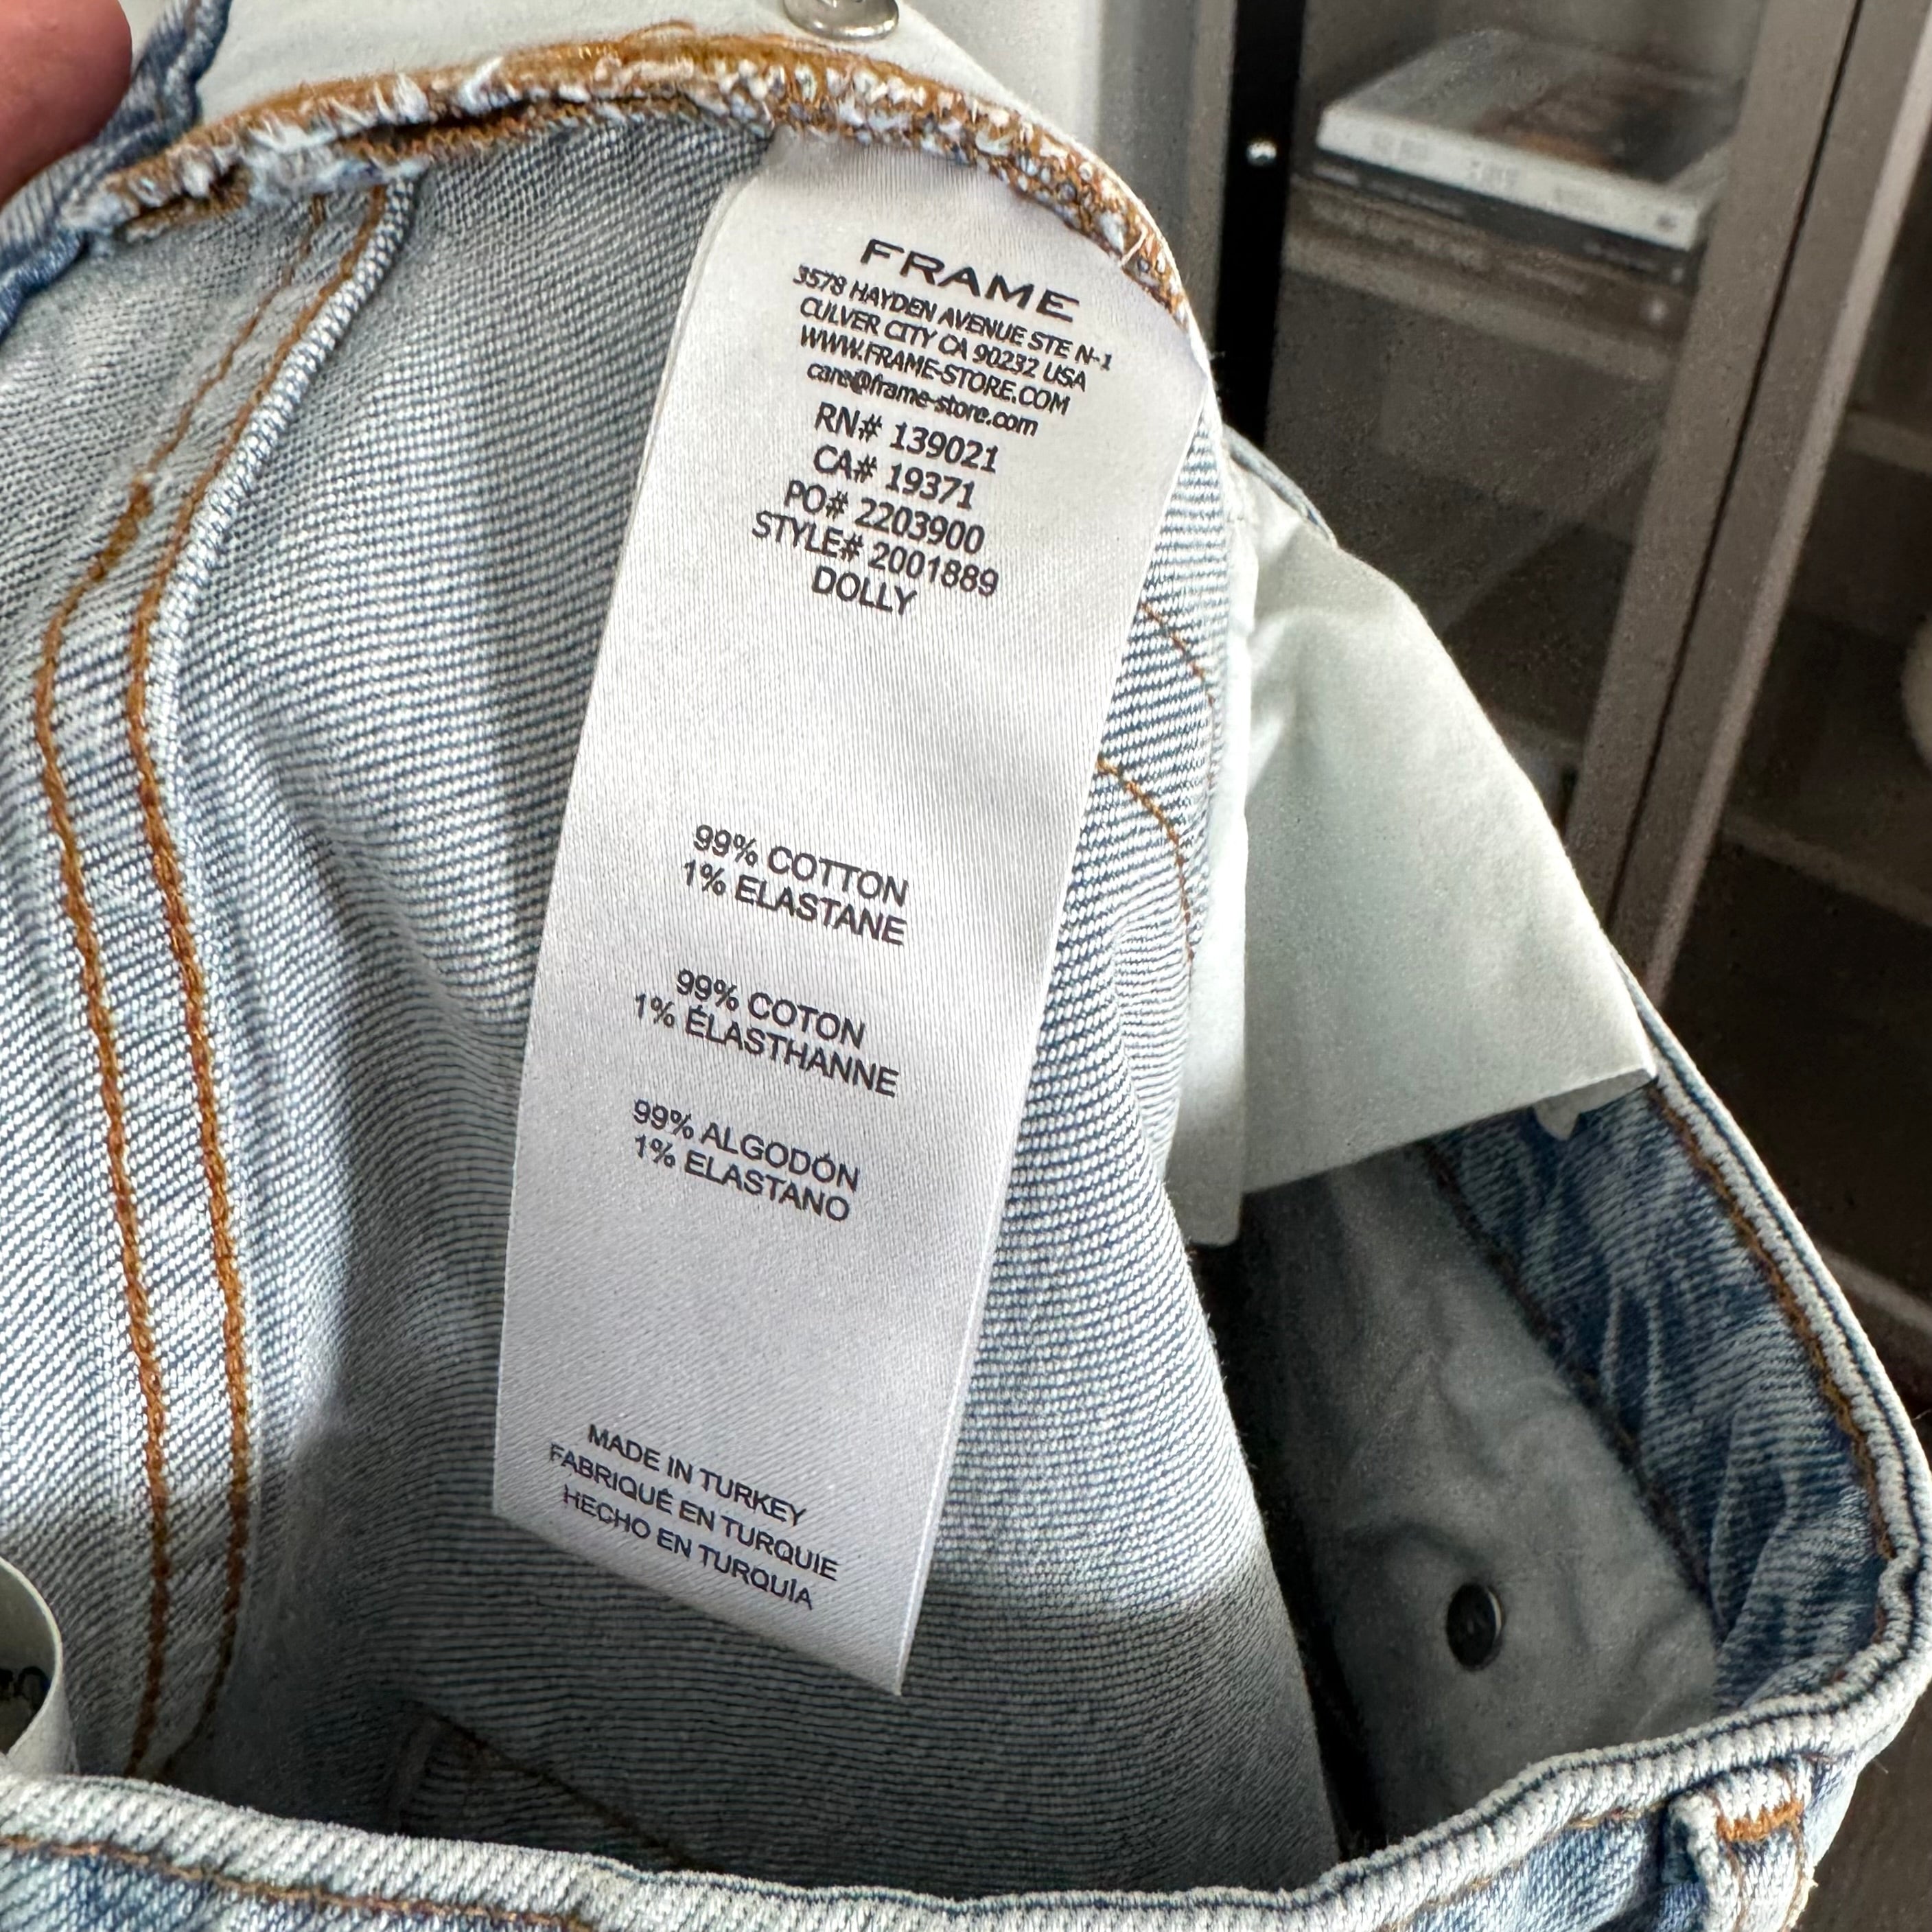 FRAME
3578 HAYDEN AVENUE STE N-1
CULVER CITY CA 90232 USA
WWW.FRAME-STORE.COM
care@frame-store.com
RN# 139021
CA# 19371
PO# 2203900
STYLE# 2001889
DOLLY
99% COTTON
1% ELASTANE
99% COTON
1% ÉLASTHANNE
99% ALGODÓN
1% ELASTANO
MADE IN TURKEY
FABRIQUÉ EN TURQUIE
HECHO EN TURQUÍA